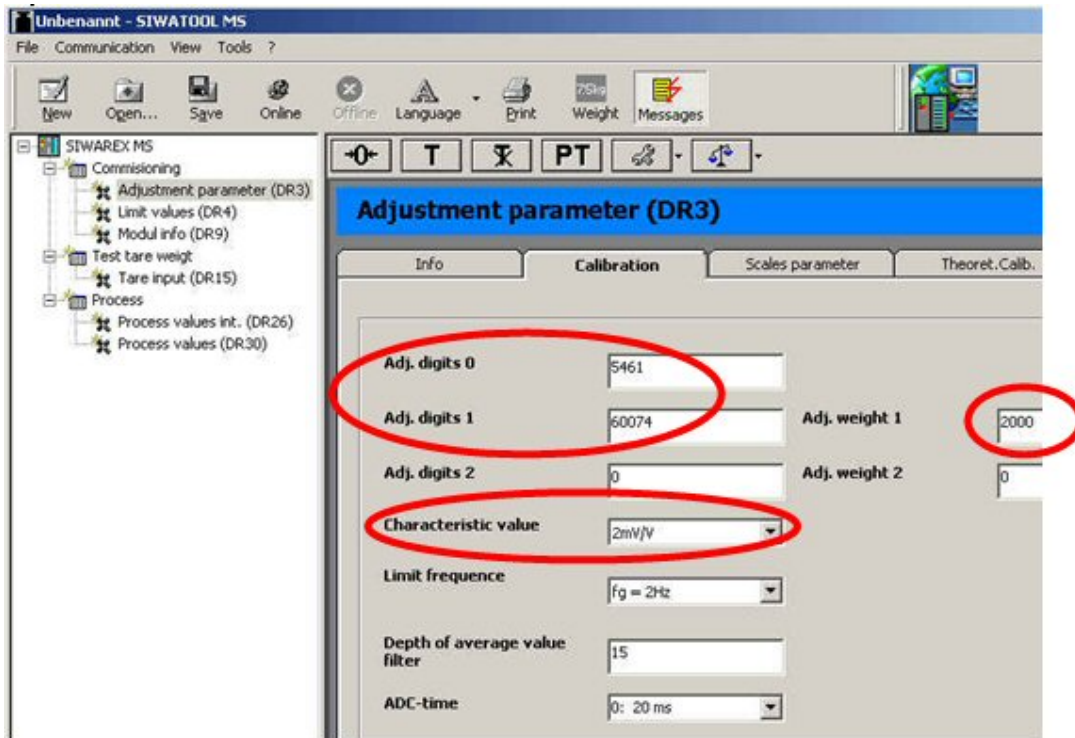 Unbenannt - SIWATOOL MS
File Communication View Tools ?
New Open... Save Online Offline Language Print Weight Messages
SIWAREX MS
Commisioning
Adjustment parameter (DR3)
Limit values (DR4)
Modul info (DR9)
Test tare weigt
Tare input (DR15)
Process
Process values int. (DR26)
Process values (DR30)
→0← T T PT
Adjustment parameter (DR3)
Info Calibration Scales parameter Theoret.Calib.
Adj. digits 0 5461
Adj. digits 1 60074 Adj. weight 1 2000
Adj. digits 2 0 Adj. weight 2 0
Characteristic value 2mV/V
Limit frequence fg = 2Hz
Depth of average value
filter 15
ADC-time 0: 20 ms